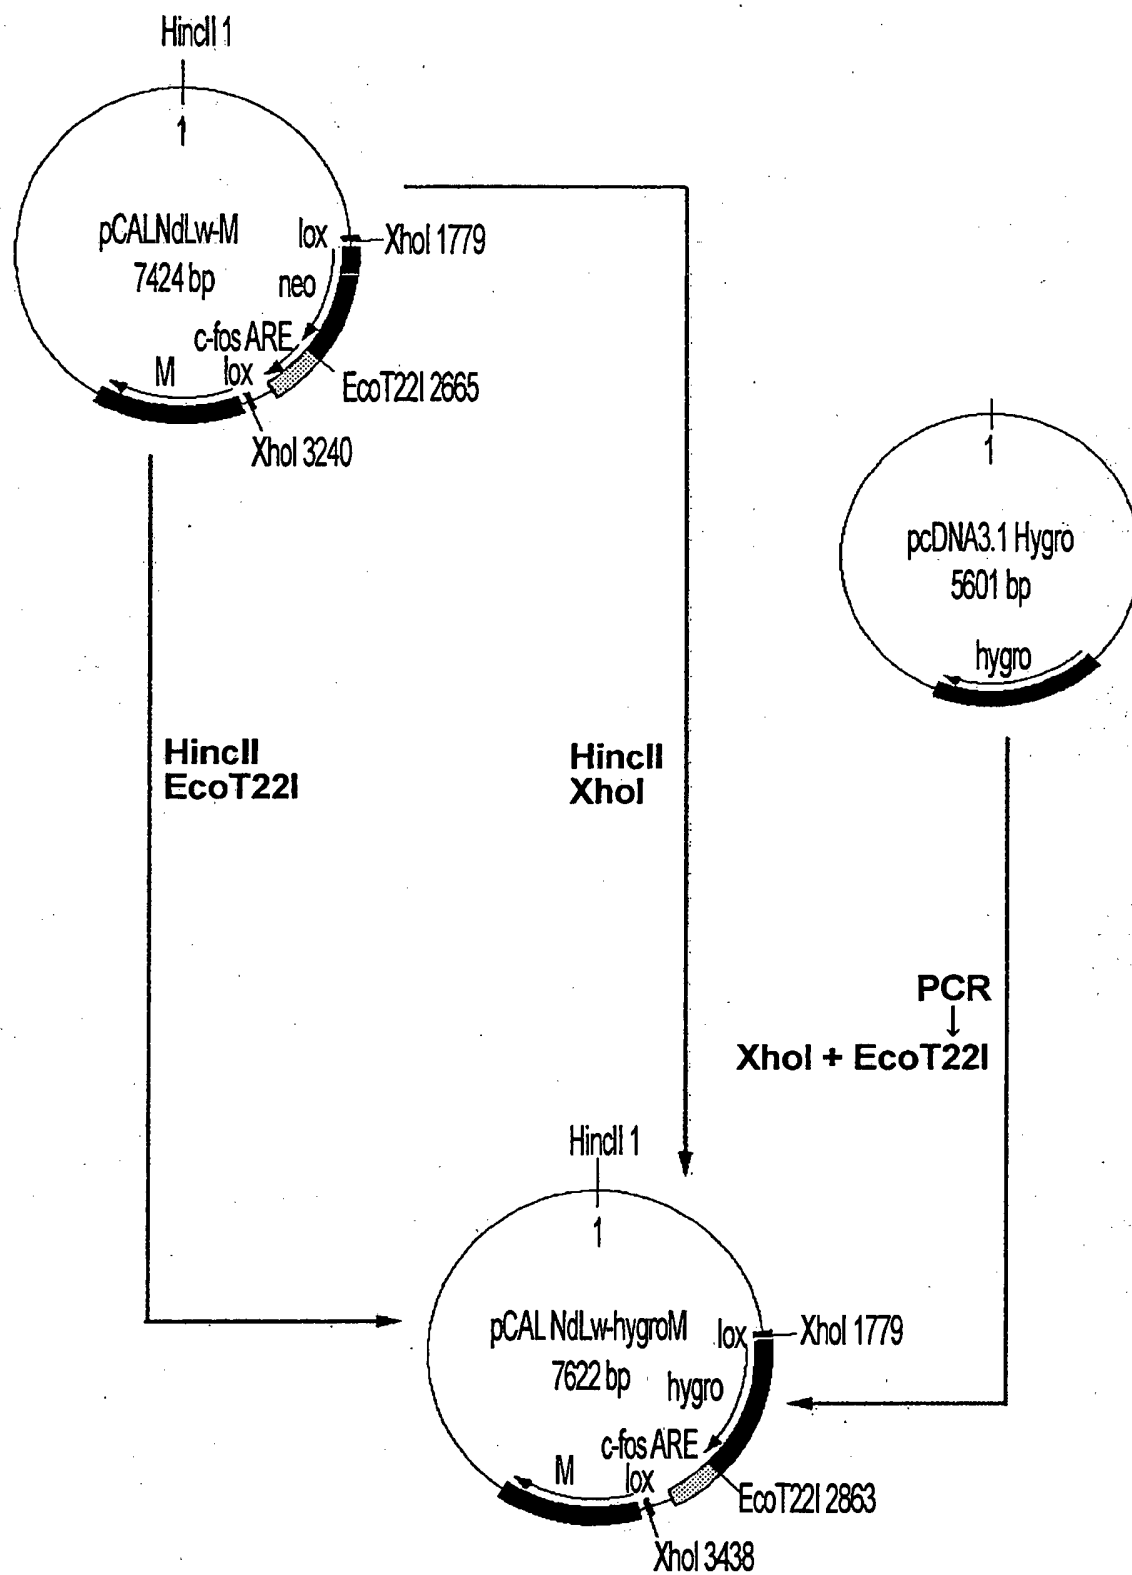 HincII 1
1
pCALNdLw-M
7424 bp
lox
XhoI 1779
neo
c-fos ARE
M
lox
EcoT22I 2665
XhoI 3240
1
pcDNA3.1 Hygro
5601 bp
hygro
HincII
EcoT22I
HincII
XhoI
PCR
XhoI + EcoT22I
HincII 1
1
pCALNdLw-hygroM
7622 bp
lox
XhoI 1779
hygro
c-fos ARE
M
lox
EcoT22I 2863
XhoI 3438